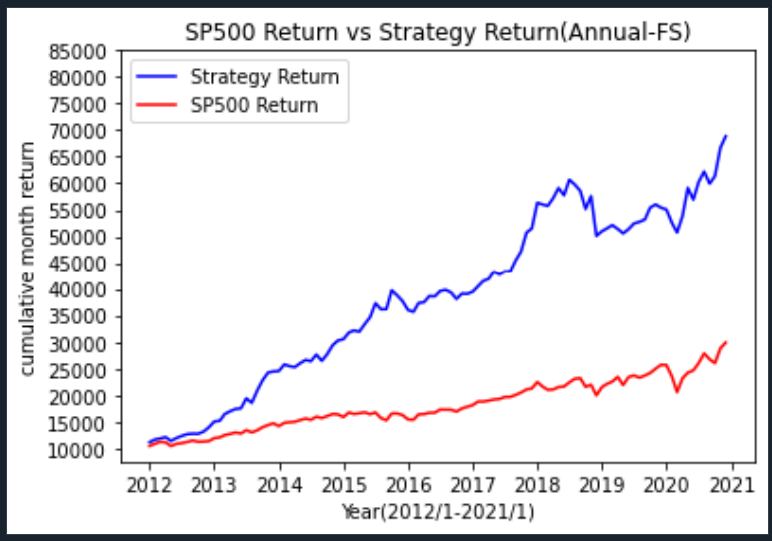 SP500 Return vs Strategy Return(Annual-FS)
85000
80000
75000
70000
65000
60000
55000
50000
45000
40000
35000
30000
25000
20000
15000
10000
cumulative month return
Strategy Return
SP500 Return
2012 2013 2014 2015 2016 2017 2018 2019 2020 2021
Year(2012/1-2021/1)